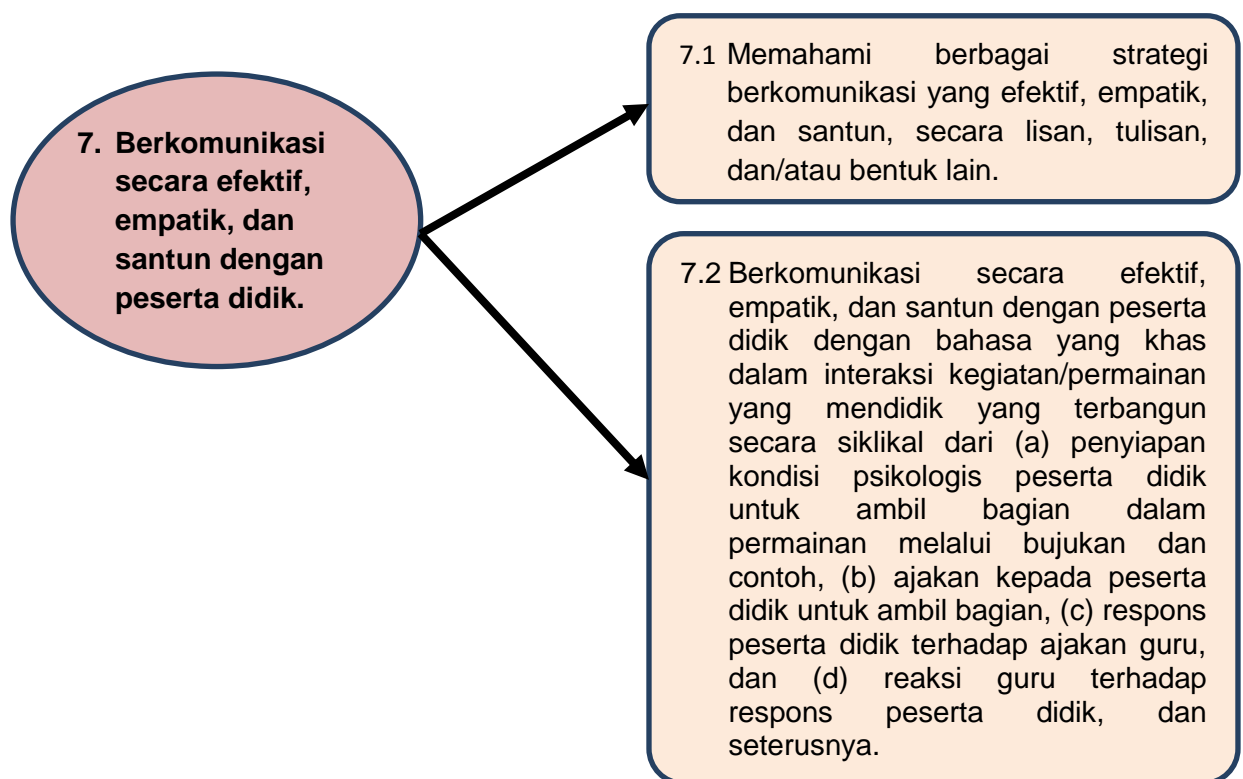 7. Berkomunikasi
secara efektif,
empatik, dan
santun dengan
peserta didik.
7.1 Memahami berbagai strategi
berkomunikasi yang efektif, empatik,
dan santun, secara lisan, tulisan,
dan/atau bentuk lain.
7.2 Berkomunikasi secara efektif,
empatik, dan santun dengan peserta
didik dengan bahasa yang khas
dalam interaksi kegiatan/permainan
yang mendidik yang terbangun
secara siklikal dari (a) penyiapan
kondisi psikologis peserta didik
untuk ambil bagian dalam
permainan melalui bujukan dan
contoh, (b) ajakan kepada peserta
didik untuk ambil bagian, (c) respons
peserta didik terhadap ajakan guru,
dan (d) reaksi guru terhadap
respons peserta didik, dan
seterusnya.